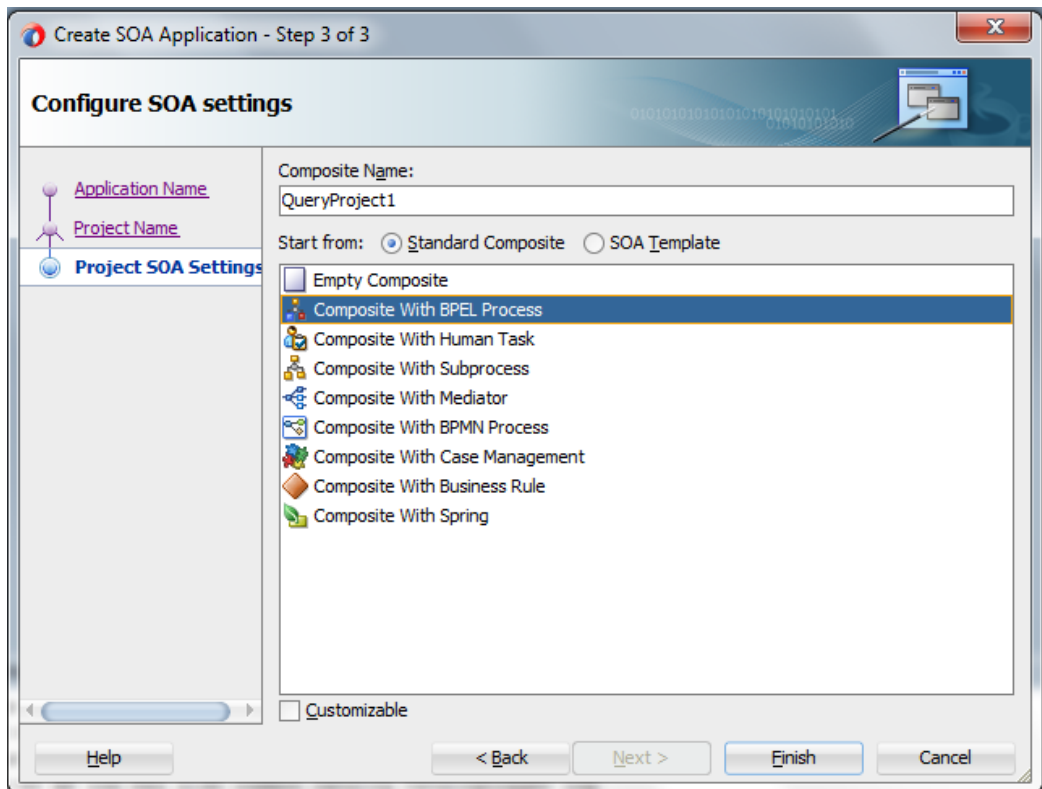 Create SOA Application - Step 3 of 3
Configure SOA settings
010101010101010101010101
01010101010
Application Name
Project Name
Project SOA Settings
Composite Name:
QueryProject1
Start from: Standard Composite SOA Template
Empty Composite
Composite With BPEL Process
Composite With Human Task
Composite With Subprocess
Composite With Mediator
Composite With BPMN Process
Composite With Case Management
Composite With Business Rule
Composite With Spring
Customizable
Help < Back Next > Finish Cancel